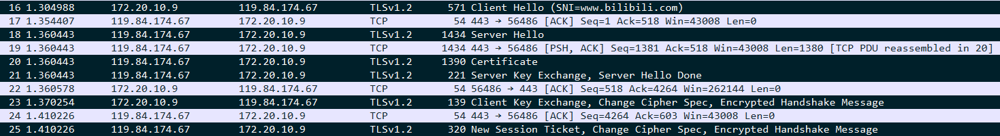 16 1.304988 172.20.10.9 119.84.174.67 TLSv1.2 571 Client Hello (SNI=www.bilibili.com)
17 1.354407 119.84.174.67 172.20.10.9 TCP 54 443 → 56486 [ACK] Seq=1 Ack=518 Win=43008 Len=0
18 1.360443 119.84.174.67 172.20.10.9 TLSv1.2 1434 Server Hello
19 1.360443 119.84.174.67 172.20.10.9 TCP 1434 443 → 56486 [PSH, ACK] Seq=1381 Ack=518 Win=43008 Len=1380 [TCP PDU reassembled in 20]
20 1.360443 119.84.174.67 172.20.10.9 TLSv1.2 1390 Certificate
21 1.360443 119.84.174.67 172.20.10.9 TLSv1.2 221 Server Key Exchange, Server Hello Done
22 1.360578 172.20.10.9 119.84.174.67 TCP 54 56486 → 443 [ACK] Seq=518 Ack=4264 Win=262144 Len=0
23 1.370254 172.20.10.9 119.84.174.67 TLSv1.2 139 Client Key Exchange, Change Cipher Spec, Encrypted Handshake Message
24 1.410226 119.84.174.67 172.20.10.9 TCP 54 443 → 56486 [ACK] Seq=4264 Ack=603 Win=43008 Len=0
25 1.410226 119.84.174.67 172.20.10.9 TLSv1.2 320 New Session Ticket, Change Cipher Spec, Encrypted Handshake Message